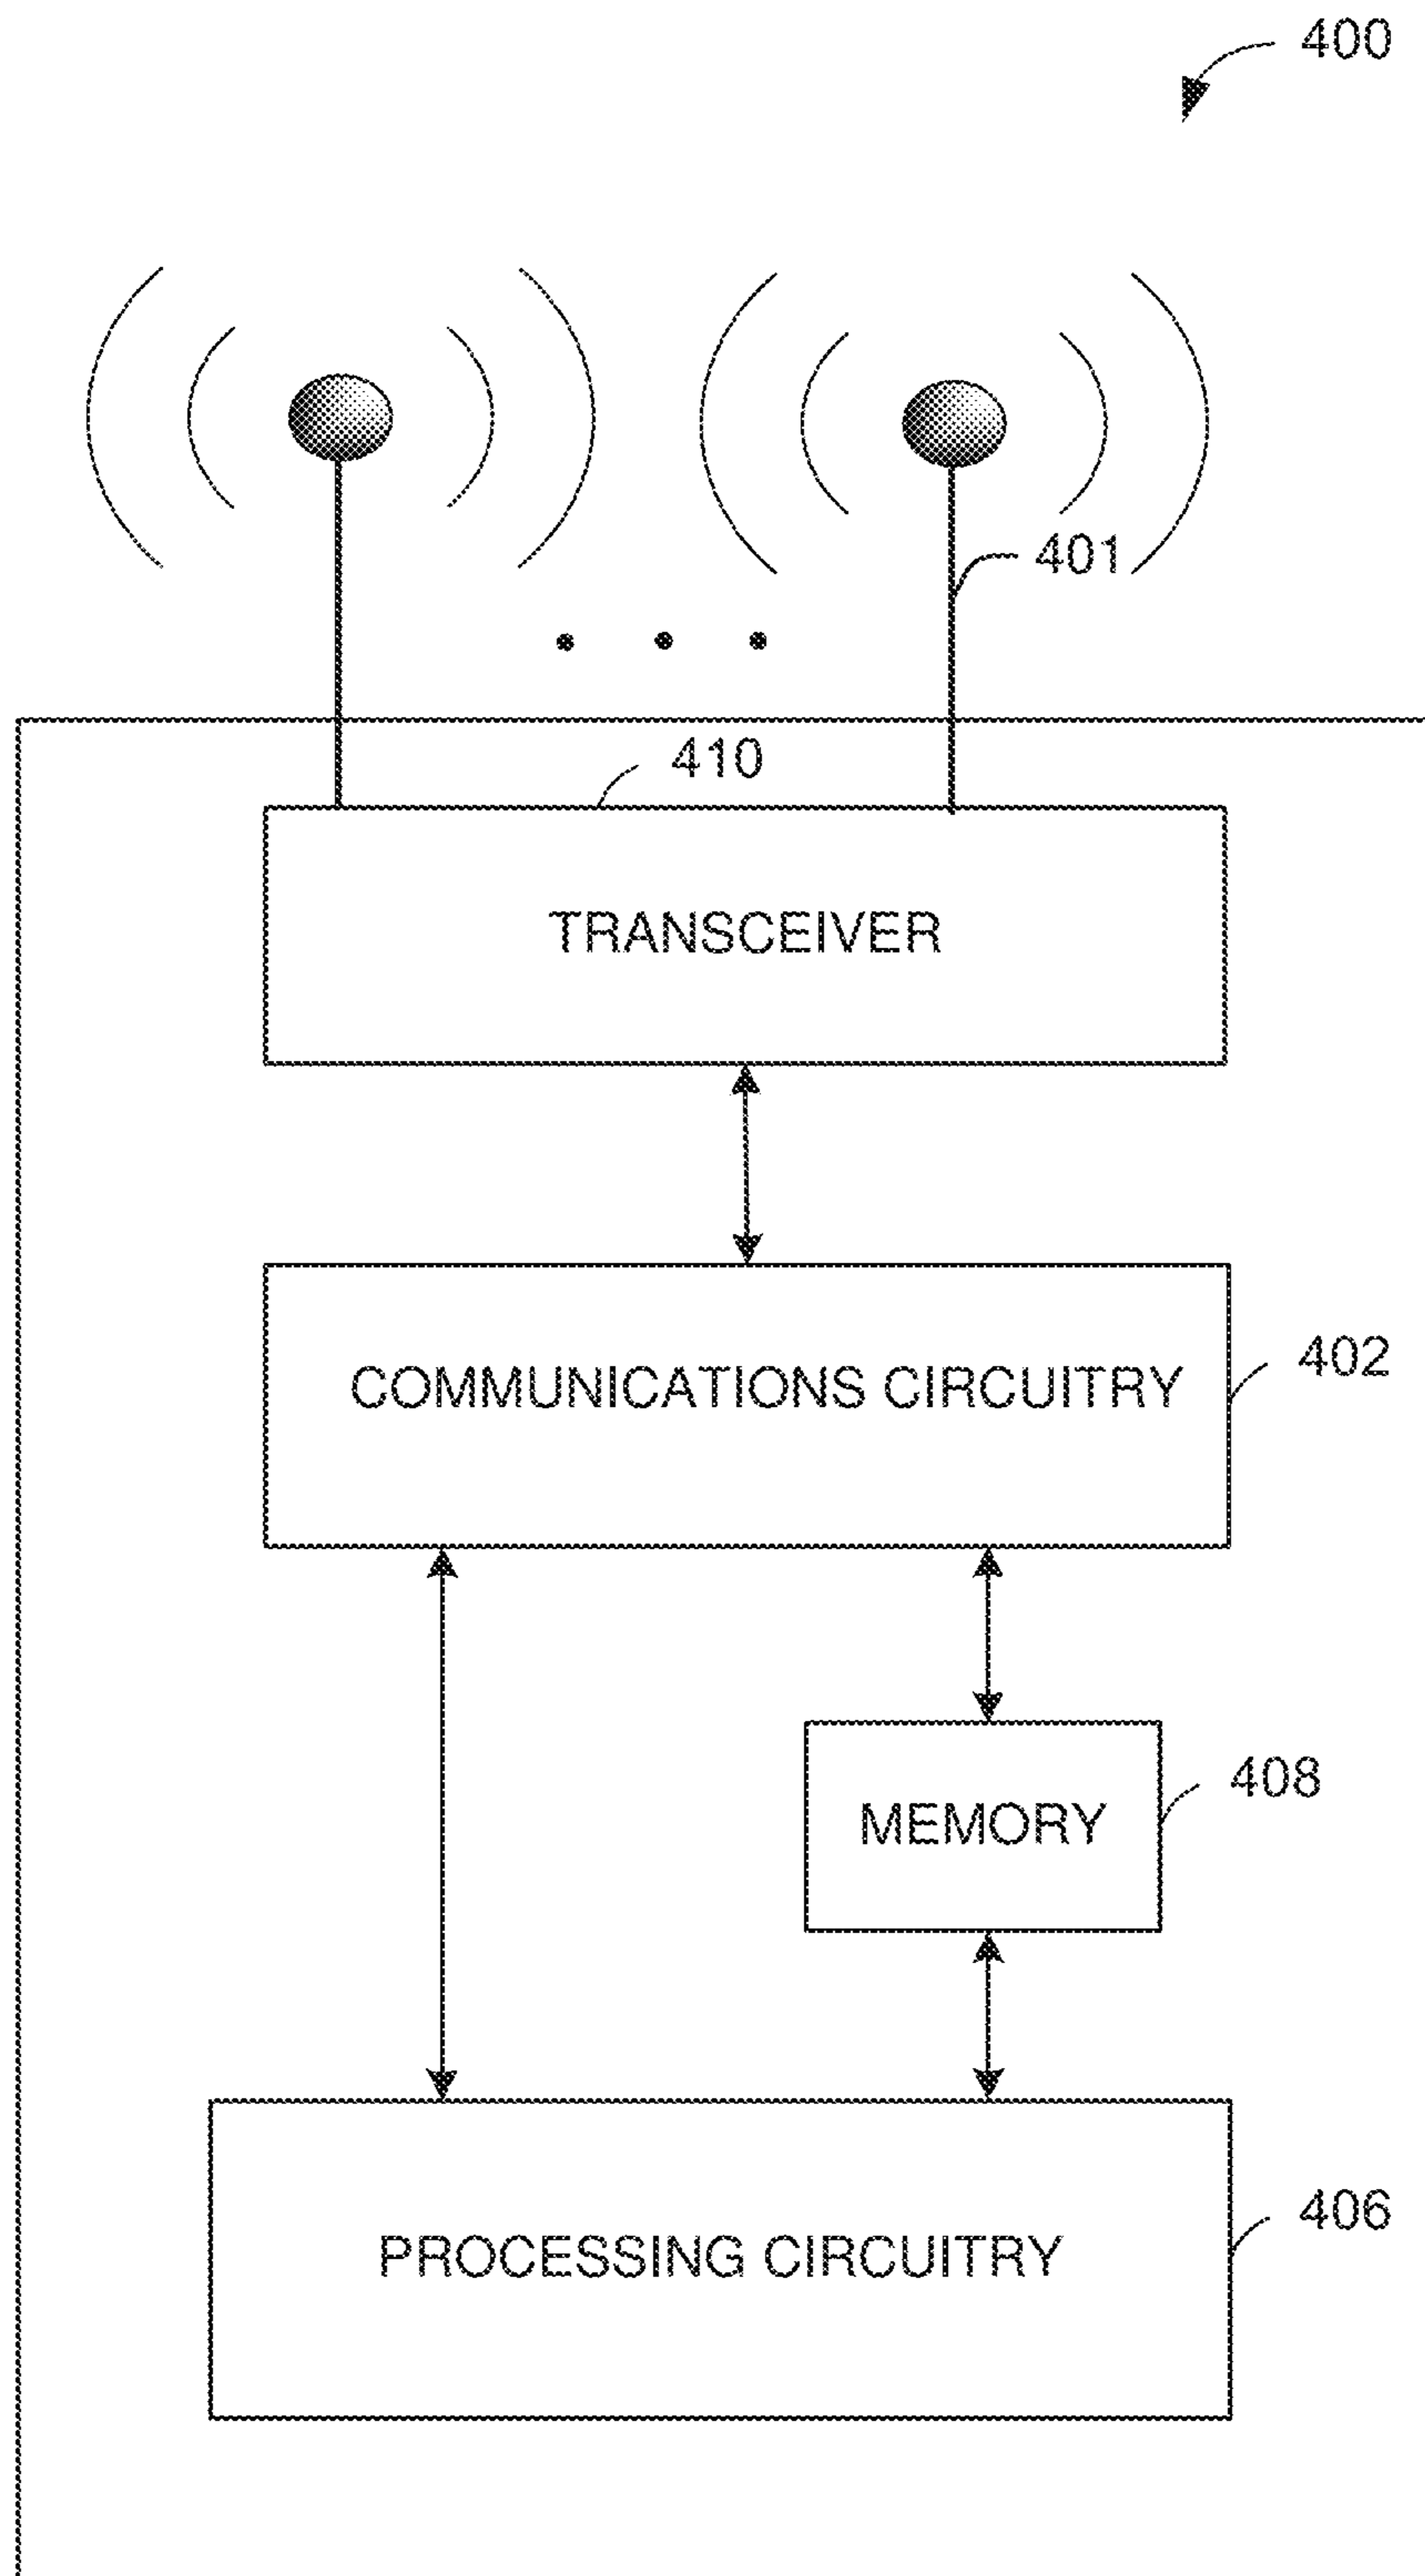 400
401
410
TRANSCEIVER
COMMUNICATIONS CIRCUITRY
402
MEMORY
408
PROCESSING CIRCUITRY
406